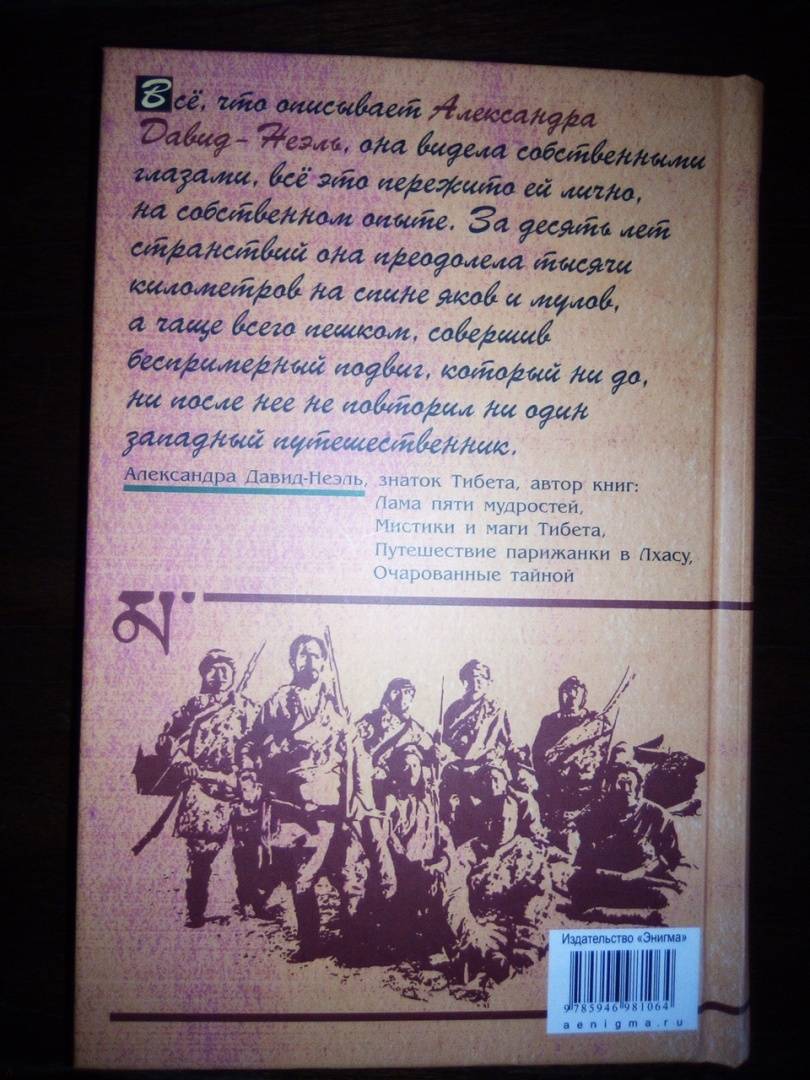 Всё, что описывает Александра
Давид-Неэль, она видела собственными
глазами, всё это пережито ей лично,
на собственном опыте. За десять лет
странствий она преодолела тысячи
километров на спине яков и мулов,
а чаще всего пешком, совершив
беспримерный подвиг, который ни до,
ни после нее не повторил ни один
западный путешественник.
Александра Давид-Неэль, знаток Тибета, автор книг:
Лама пяти мудростей,
Мистики и маги Тибета,
Путешествие парижанки в Лхасу,
Очарованные тайной
མ་
Издательство «Энигма»
9 785946 981064
aenigma.ru